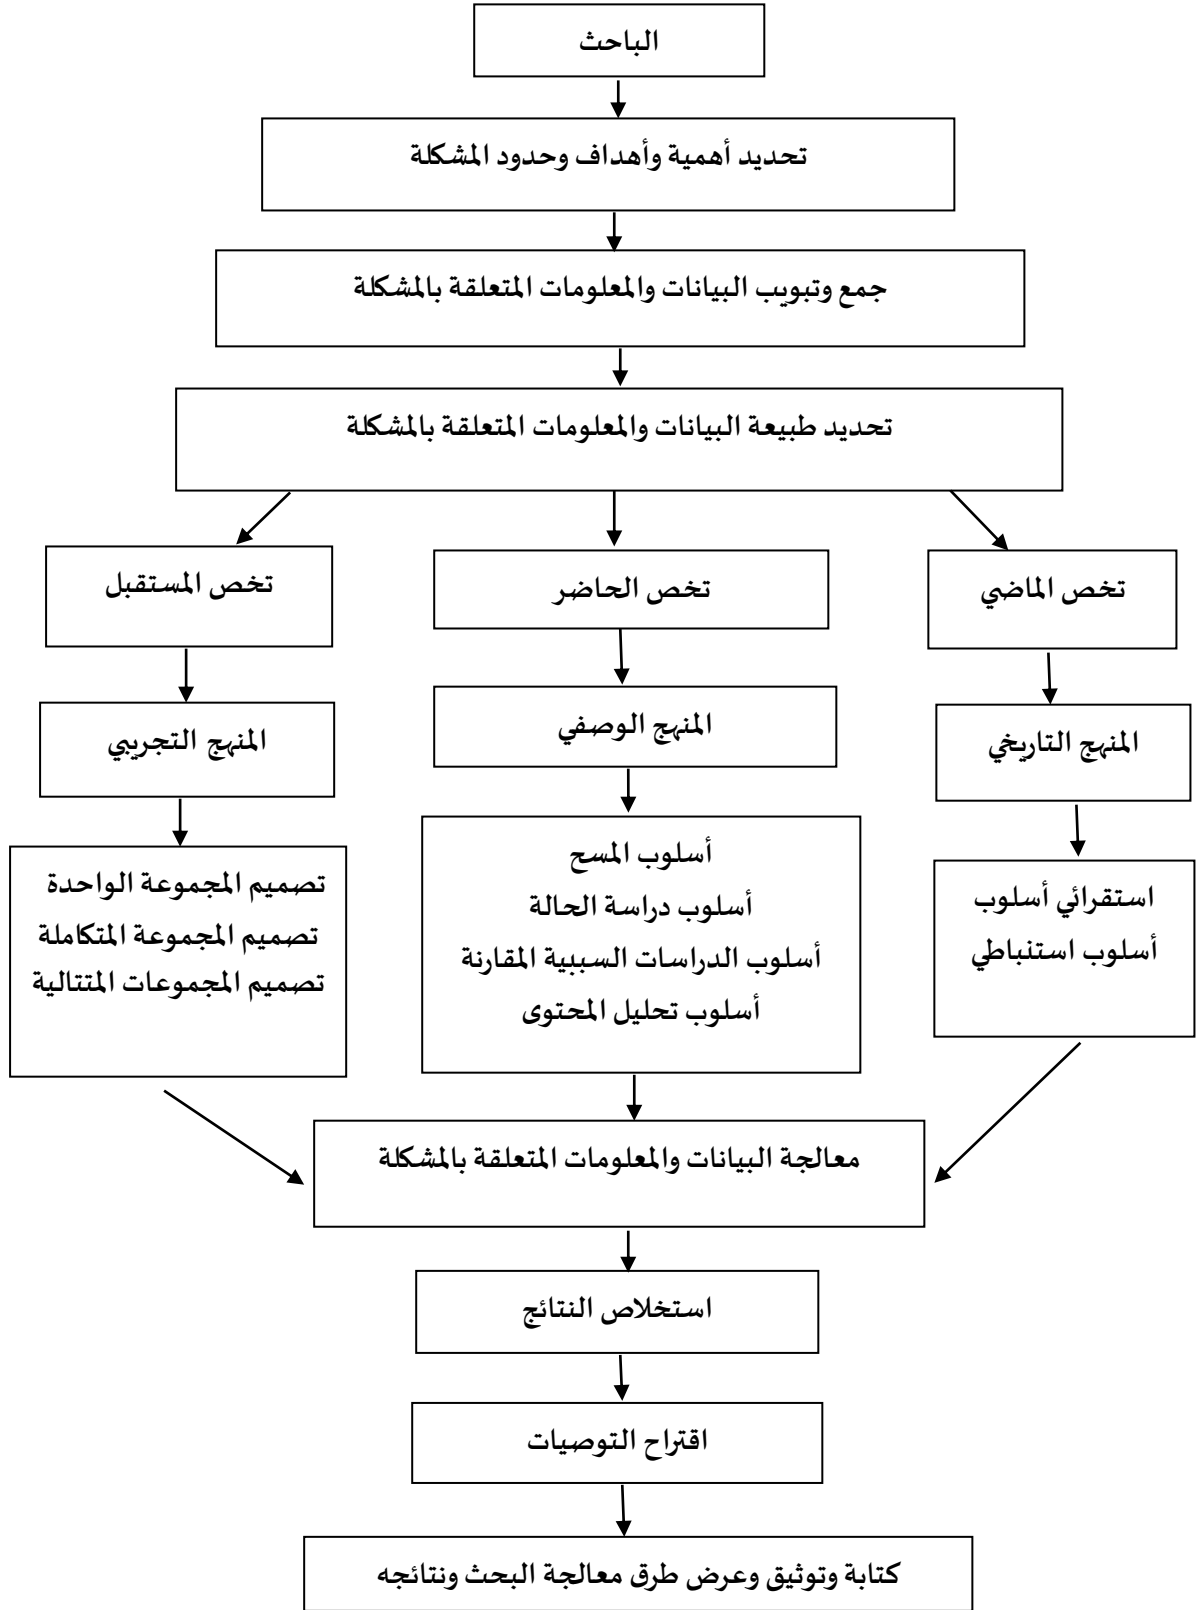 الباحث
تحديد أهمية وأهداف وحدود المشكلة
جمع وتبويب البيانات والمعلومات المتعلقة بالمشكلة
تحديد طبيعة البيانات والمعلومات المتعلقة بالمشكلة
تخص الماضي
تخص الحاضر
تخص المستقبل
المنهج التاريخي
المنهج الوصفي
المنهج التجريبي
استقرائي أسلوب
أسلوب استنباطي
أسلوب المسح
أسلوب دراسة الحالة
أسلوب الدراسات السببية المقارنة
أسلوب تحليل المحتوى
تصميم المجموعة الواحدة
تصميم المجموعة المتكاملة
تصميم المجموعات المتتالية
معالجة البيانات والمعلومات المتعلقة بالمشكلة
استخلاص النتائج
اقتراح التوصيات
كتابة وتوثيق وعرض طرق معالجة البحث ونتائجه